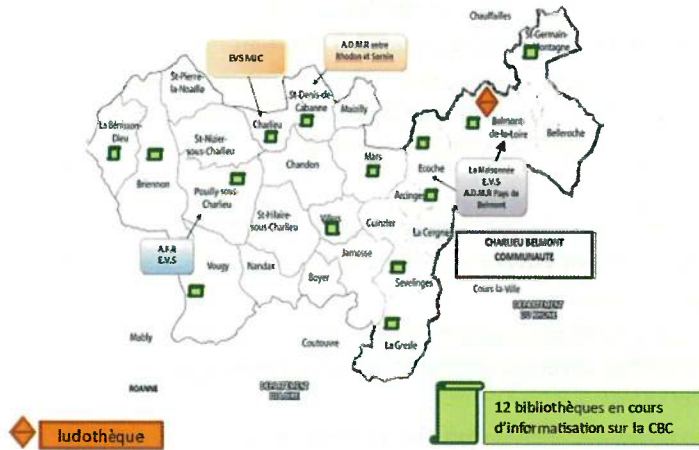 Chauffailles
St-Germain-
Montagne
EVS MJC
A.D.M.R entre
Rhodon et Sornin
St-Pierre-
la Noaille
St-Denis-de-
Cabanne
Maizilly
La Bénisson-
Dieu
Charlieu
Belmont-
de-la-Loire
Belleroche
St-Nizier-
sous-Charlieu
Briennon
Chandon
Mars
Ecoche
Pouilly-sous-
Charlieu
La Maisonnée
E.V.S
A.D.M.R Pays de
Belmont
Arcinges
St-Hilaire-
sous-Charlieu
Villers
Cuinzier
La Cergne
A.F.R
E.V.S
CHARLIEU BELMONT
COMMUNAUTE
Vougy
Nandax
Jarnosse
Boyer
Sevelinges
Cours-la-Ville
DEPARTEMENT
DU RHONE
Mably
Coutouvre
La Gresle
ROANNE
DEPARTEMENT
ludothèque
12 bibliothèques en cours
d'informatisation sur la CBC